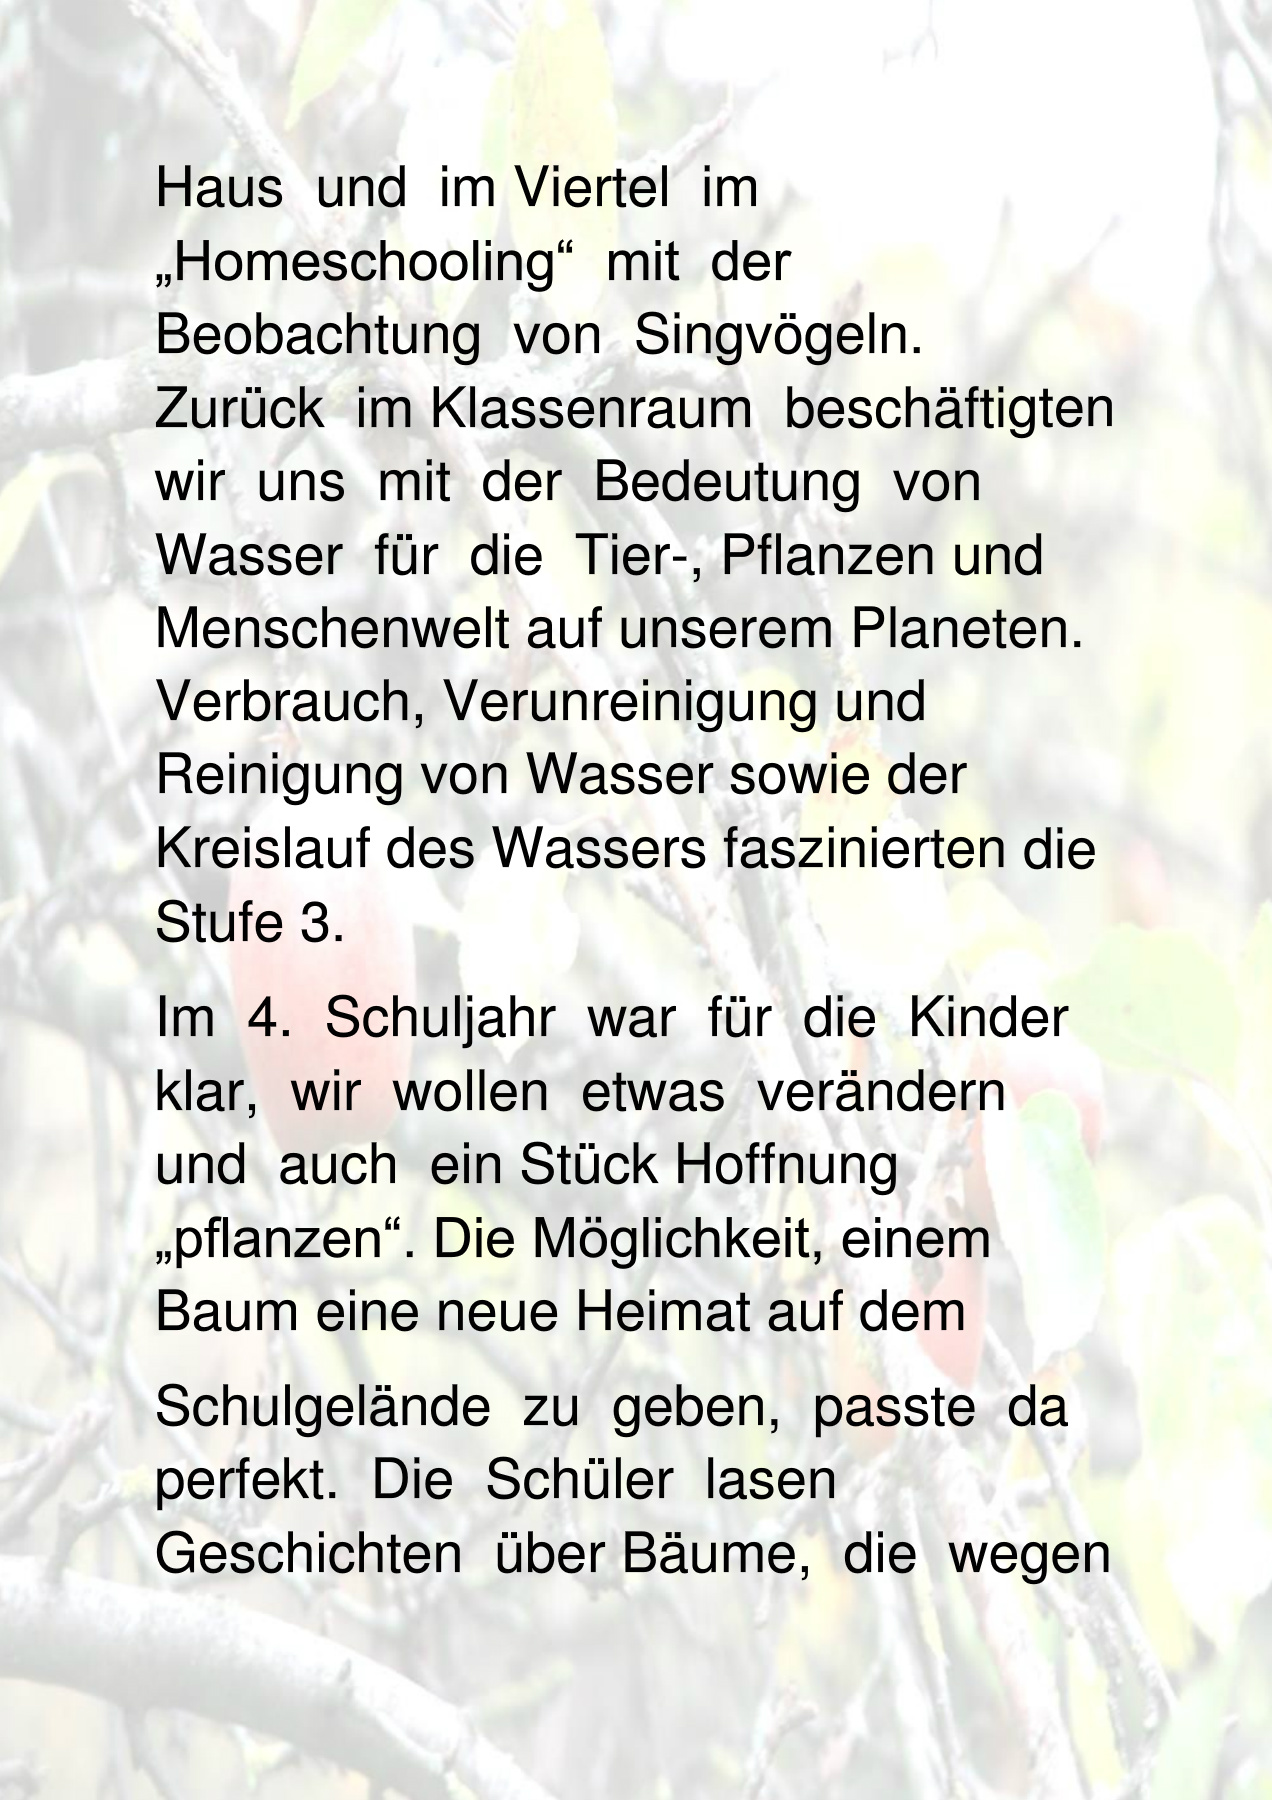 Haus und im Viertel im
„Homeschooling“ mit der
Beobachtung von Singvögeln.
Zurück im Klassenraum beschäftigten
wir uns mit der Bedeutung von
Wasser für die Tier-, Pflanzen und
Menschenwelt auf unserem Planeten.
Verbrauch, Verunreinigung und
Reinigung von Wasser sowie der
Kreislauf des Wassers faszinierten die
Stufe 3.
Im 4. Schuljahr war für die Kinder
klar, wir wollen etwas verändern
und auch ein Stück Hoffnung
„pflanzen“. Die Möglichkeit, einem
Baum eine neue Heimat auf dem
Schulgelände zu geben, passte da
perfekt. Die Schüler lasen
Geschichten über Bäume, die wegen